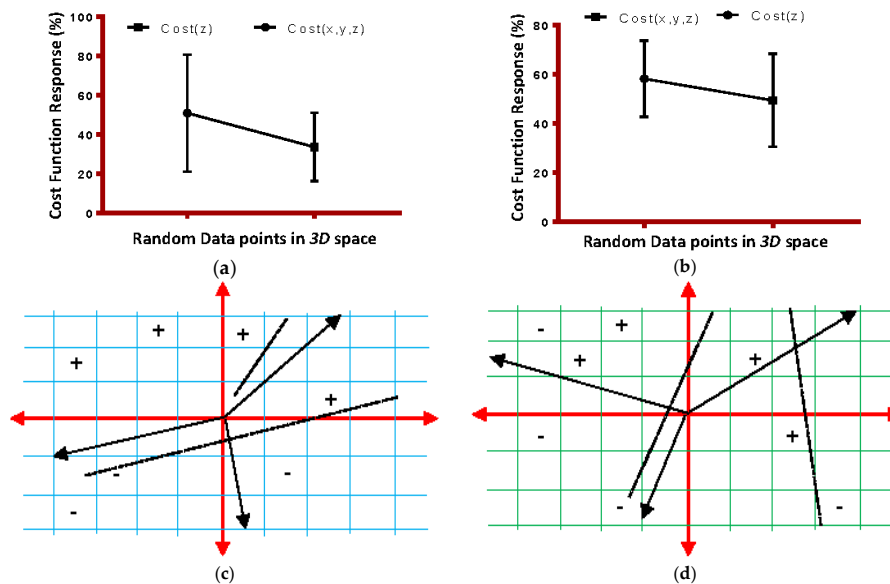 Cost Function Response (%)
100
80
60
40
20
0
Cost(z) Cost(x,y,z)
Random Data points in 3D space
(a)
Cost Function Response (%)
80
60
40
20
0
Cost(x,y,z) Cost(z)
Random Data points in 3D space
(b)
+ +
+
+
+
- -
-
(c)
- +
+ +
- +
- -
(d)